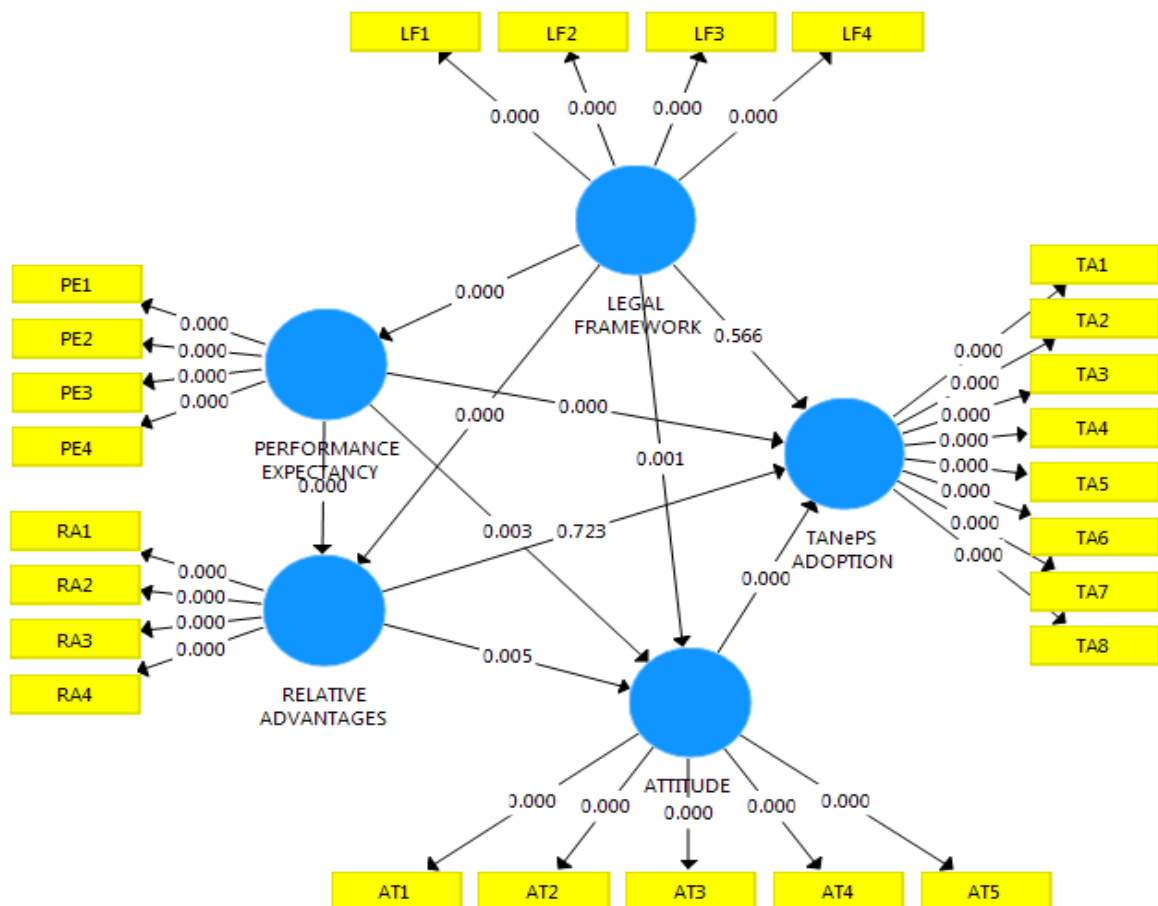 LF1 LF2 LF3 LF4
0.000 0.000 0.000 0.000
LEGAL
FRAMEWORK
PE1
PE2
PE3
PE4
0.000
0.000
0.000
0.000
PERFORMANCE
EXPECTANCY
0.000
0.000
0.566
0.000
0.000
0.001
0.000
0.003
0.723
0.000
0.005
RA1
RA2
RA3
RA4
0.000
0.000
0.000
0.000
RELATIVE
ADVANTAGES
TA1
TA2
TA3
TA4
TA5
TA6
TA7
TA8
0.000
0.000
0.000
0.000
0.000
0.000
0.000
0.000
TANePS
ADOPTION
ATTITUDE
0.000 0.000 0.000 0.000 0.000
AT1 AT2 AT3 AT4 AT5